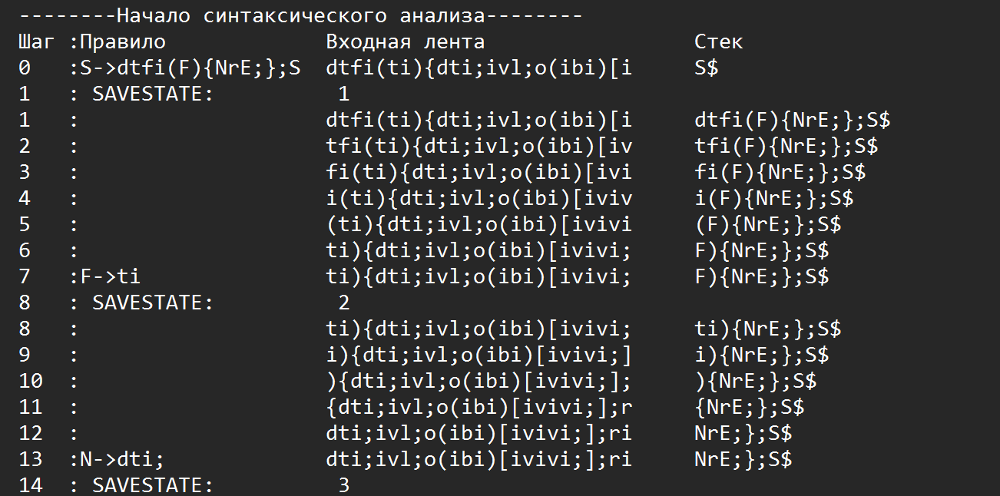 --------Начало синтаксического анализа--------
Шаг :Правило             Входная лента                 Стек
0   :S->dtfi(F){NrE;};S  dtfi(ti){dti;ivl;o(ibi)[i     S$
1   : SAVESTATE:          1
1   :                    dtfi(ti){dti;ivl;o(ibi)[i     dtfi(F){NrE;};S$
2   :                    tfi(ti){dti;ivl;o(ibi)[iv     tfi(F){NrE;};S$
3   :                    fi(ti){dti;ivl;o(ibi)[ivi     fi(F){NrE;};S$
4   :                    i(ti){dti;ivl;o(ibi)[iviv     i(F){NrE;};S$
5   :                    (ti){dti;ivl;o(ibi)[ivivi     (F){NrE;};S$
6   :                    ti){dti;ivl;o(ibi)[ivivi;     F){NrE;};S$
7   :F->ti               ti){dti;ivl;o(ibi)[ivivi;     F){NrE;};S$
8   : SAVESTATE:          2
8   :                    ti){dti;ivl;o(ibi)[ivivi;     ti){NrE;};S$
9   :                    i){dti;ivl;o(ibi)[ivivi;]     i){NrE;};S$
10  :                    ){dti;ivl;o(ibi)[ivivi;];     ){NrE;};S$
11  :                    {dti;ivl;o(ibi)[ivivi;];r     {NrE;};S$
12  :                    dti;ivl;o(ibi)[ivivi;];ri     NrE;};S$
13  :N->dti;             dti;ivl;o(ibi)[ivivi;];ri     NrE;};S$
14  : SAVESTATE:          3